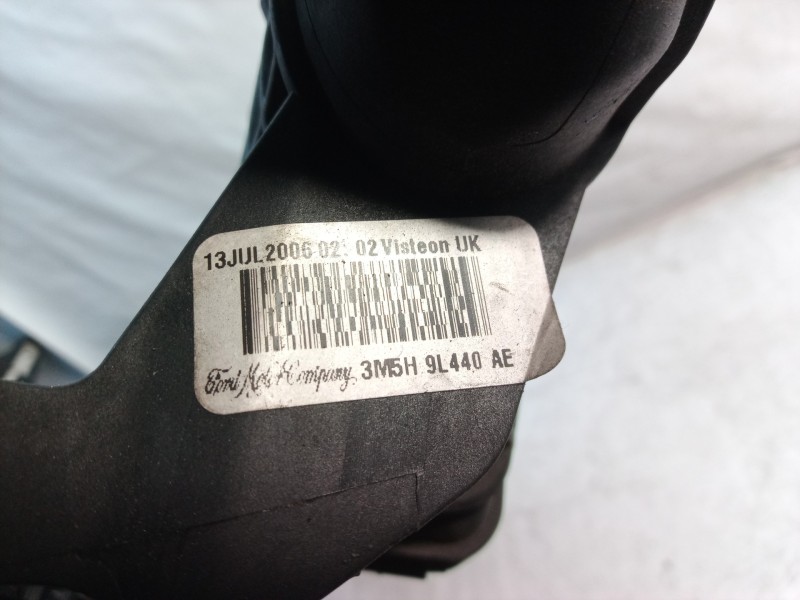 13JUL2006 02: 02 Visteon UK
Ford Motor Company 3M5H 9L440 AE